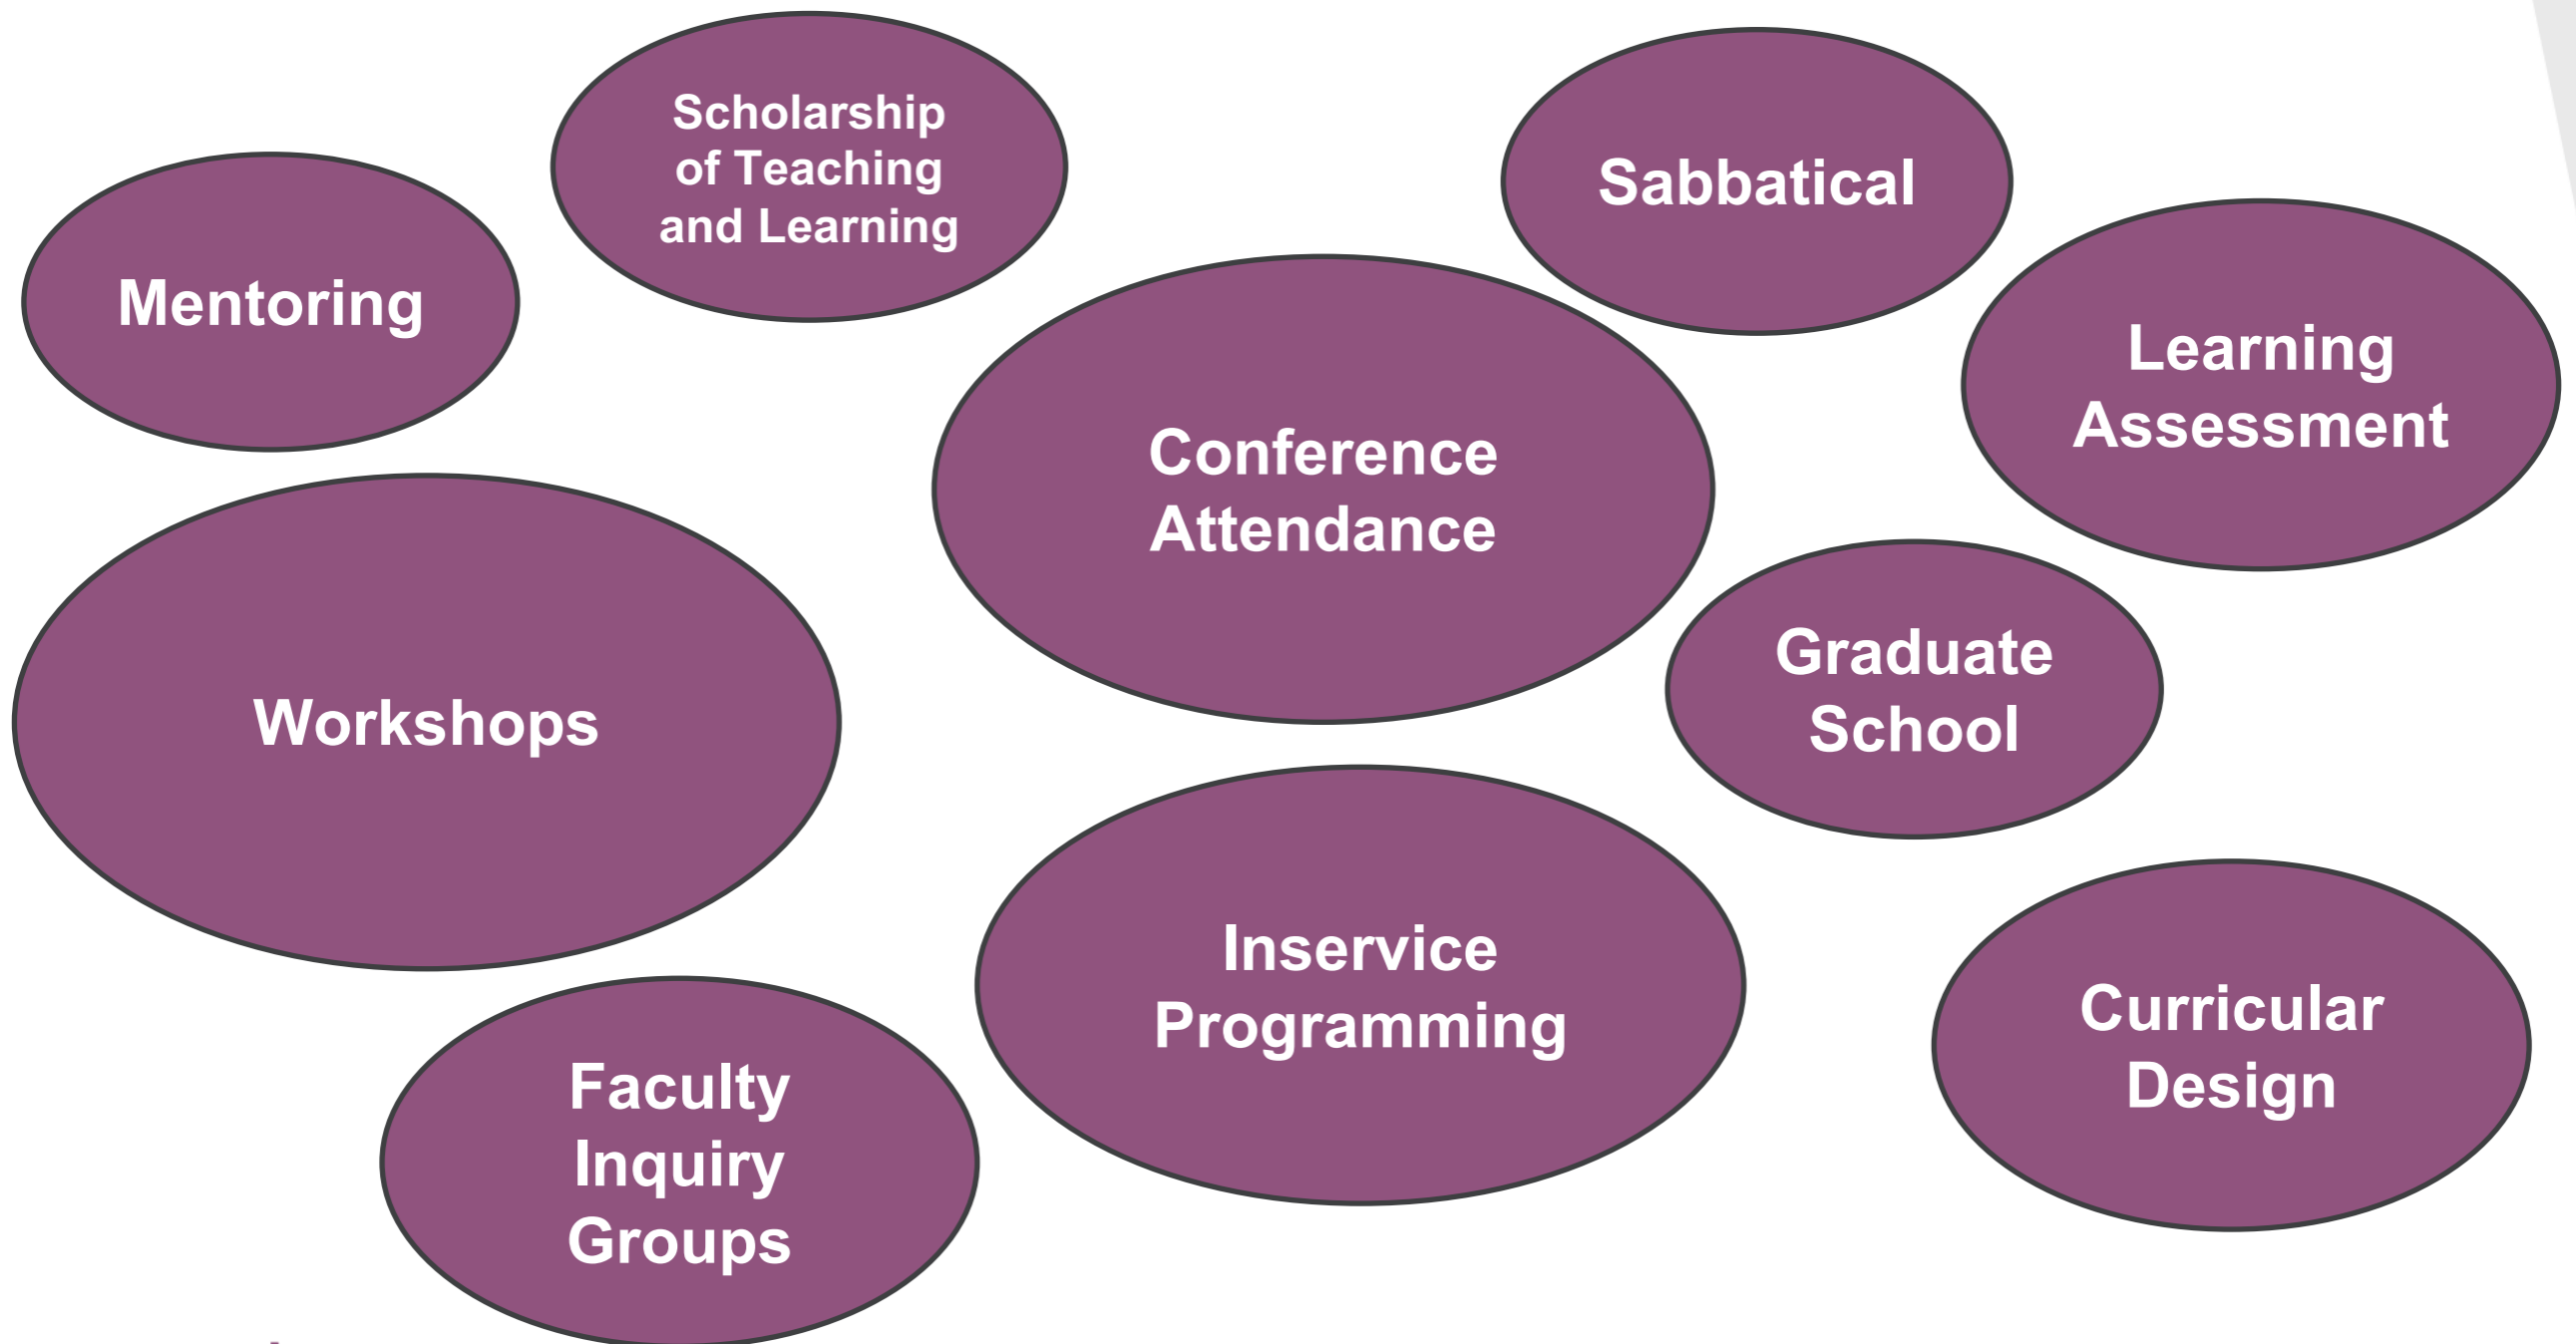 Scholarship
of Teaching
and Learning
Sabbatical
Mentoring
Learning
Assessment
Conference
Attendance
Graduate
School
Workshops
Inservice
Programming
Curricular
Design
Faculty
Inquiry
Groups